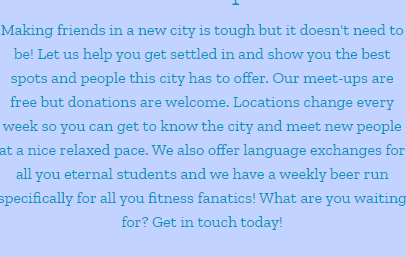 Making friends in a new city is tough but it doesn't need to
be! Let us help you get settled in and show you the best
spots and people this city has to offer. Our meet-ups are
free but donations are welcome. Locations change every
week so you can get to know the city and meet new people
at a nice relaxed pace. We also offer language exchanges for
all you eternal students and we have a weekly beer run
specifically for all you fitness fanatics! What are you waiting
for? Get in touch today!